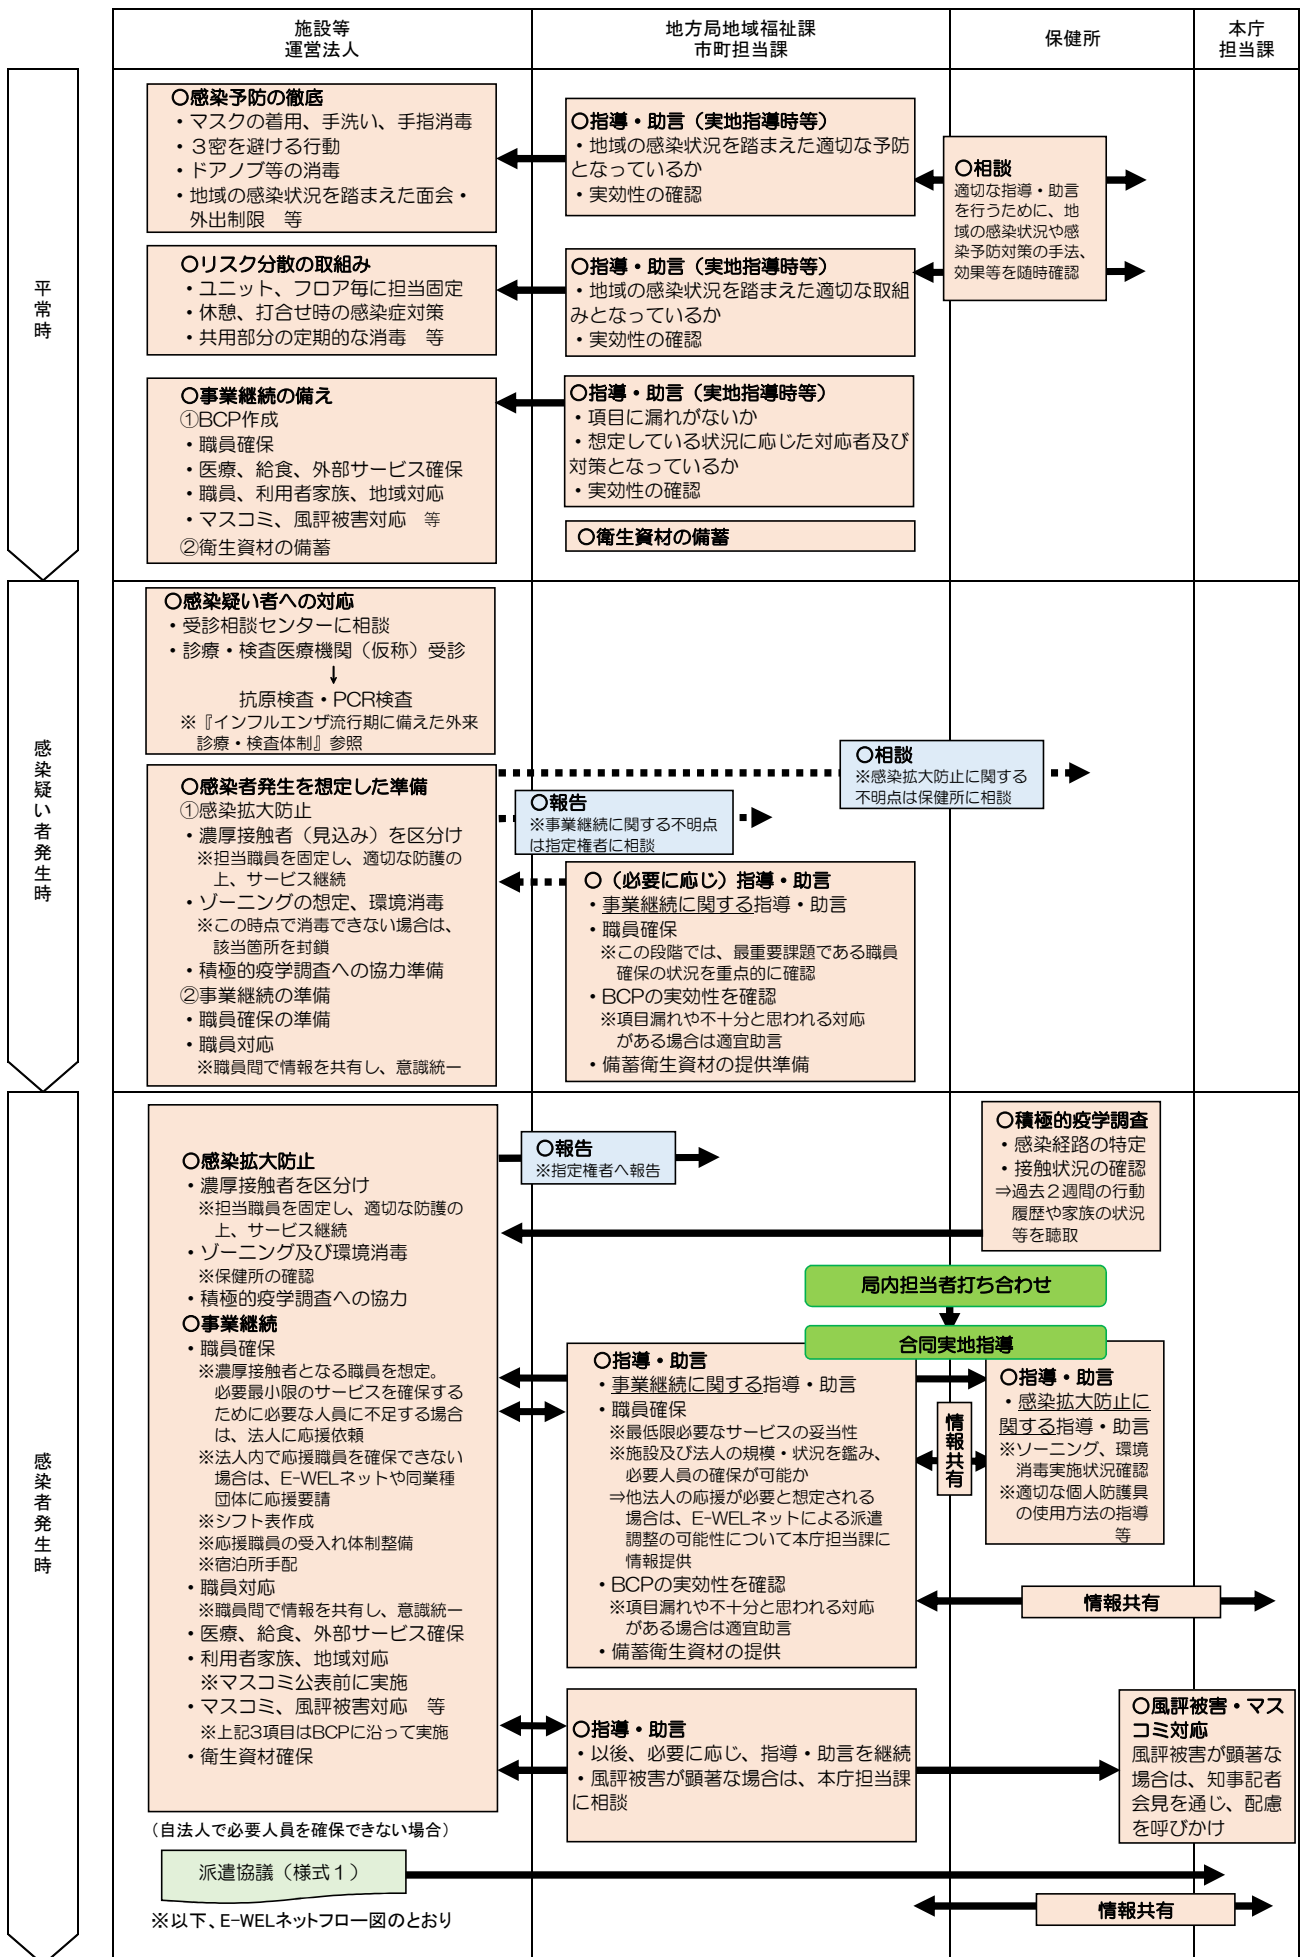 施設等
運営法人
地方局地域福祉課
市町担当課
保健所
本庁
担当課
平常時
〇感染予防の徹底
・マスクの着用、手洗い、手指消毒
・３密を避ける行動
・ドアノブ等の消毒
・地域の感染状況を踏まえた面会・
外出制限　等
〇指導・助言（実地指導時等）
・地域の感染状況を踏まえた適切な予防
となっているか
・実効性の確認
〇相談
適切な指導・助言
を行うために、地
域の感染状況や感
染予防対策の手法、
効果等を随時確認
〇リスク分散の取組み
・ユニット、フロア毎に担当固定
・休憩、打合せ時の感染症対策
・共用部分の定期的な消毒　等
〇指導・助言（実地指導時等）
・地域の感染状況を踏まえた適切な取組
みとなっているか
・実効性の確認
〇事業継続の備え
①BCP作成
・職員確保
・医療、給食、外部サービス確保
・職員、利用者家族、地域対応
・マスコミ、風評被害対応　等
②衛生資材の備蓄
〇指導・助言（実地指導時等）
・項目に漏れがないか
・想定している状況に応じた対応者及び
対策となっているか
・実効性の確認
〇衛生資材の備蓄
感染疑い者発生時
〇感染疑い者への対応
・受診相談センターに相談
・診療・検査医療機関（仮称）受診
↓
抗原検査・PCR検査
※『インフルエンザ流行期に備えた外来
診療・検査体制』参照
〇感染者発生を想定した準備
①感染拡大防止
・濃厚接触者（見込み）を区分け
※担当職員を固定し、適切な防護の
上、サービス継続
・ゾーニングの想定、環境消毒
※この時点で消毒できない場合は、
該当箇所を封鎖
・積極的疫学調査への協力準備
②事業継続の準備
・職員確保の準備
・職員対応
※職員間で情報を共有し、意識統一
〇相談
※感染拡大防止に関する
不明点は保健所に相談
〇報告
※事業継続に関する不明点
は指定権者に相談
〇（必要に応じ）指導・助言
・事業継続に関する指導・助言
・職員確保
※この段階では、最重要課題である職員
確保の状況を重点的に確認
・BCPの実効性を確認
※項目漏れや不十分と思われる対応
がある場合は適宜助言
・備蓄衛生資材の提供準備
感染者発生時
〇感染拡大防止
・濃厚接触者を区分け
※担当職員を固定し、適切な防護の
上、サービス継続
・ゾーニング及び環境消毒
※保健所の確認
・積極的疫学調査への協力
〇事業継続
・職員確保
※濃厚接触者となる職員を想定。
必要最小限のサービスを確保する
ために必要な人員に不足する場合
は、法人に応援依頼
※法人内で応援職員を確保できない
場合は、E-WELネットや同業種
団体に応援要請
※シフト表作成
※応援職員の受入れ体制整備
※宿泊所手配
・職員対応
※職員間で情報を共有し、意識統一
・医療、給食、外部サービス確保
・利用者家族、地域対応
※マスコミ公表前に実施
・マスコミ、風評被害対応　等
※上記３項目はBCPに沿って実施
・衛生資材確保
〇報告
※指定権者へ報告
〇積極的疫学調査
・感染経路の特定
・接触状況の確認
⇒過去２週間の行動
履歴や家族の状況
等を聴取
局内担当者打ち合わせ
合同実地指導
〇指導・助言
・事業継続に関する指導・助言
・職員確保
※最低限必要なサービスの妥当性
※施設及び法人の規模・状況を鑑み、
必要人員の確保が可能か
⇒他法人の応援が必要と想定される
場合は、E-WELネットによる派遣
調整の可能性について本庁担当課に
情報提供
・BCPの実効性を確認
※項目漏れや不十分と思われる対応
がある場合は適宜助言
・備蓄衛生資材の提供
情報共有
〇指導・助言
・感染拡大防止に
関する指導・助言
※ソーニング、環境
消毒実施状況確認
※適切な個人防護具
の使用方法の指導
等
情報共有
〇指導・助言
・以後、必要に応じ、指導・助言を継続
・風評被害が顕著な場合は、本庁担当課
に相談
〇風評被害・マス
コミ対応
風評被害が顕著な
場合は、知事記者
会見を通じ、配慮
を呼びかけ
（自法人で必要人員を確保できない場合）
派遣協議（様式１）
情報共有
※以下、E-WELネットフロー図のとおり